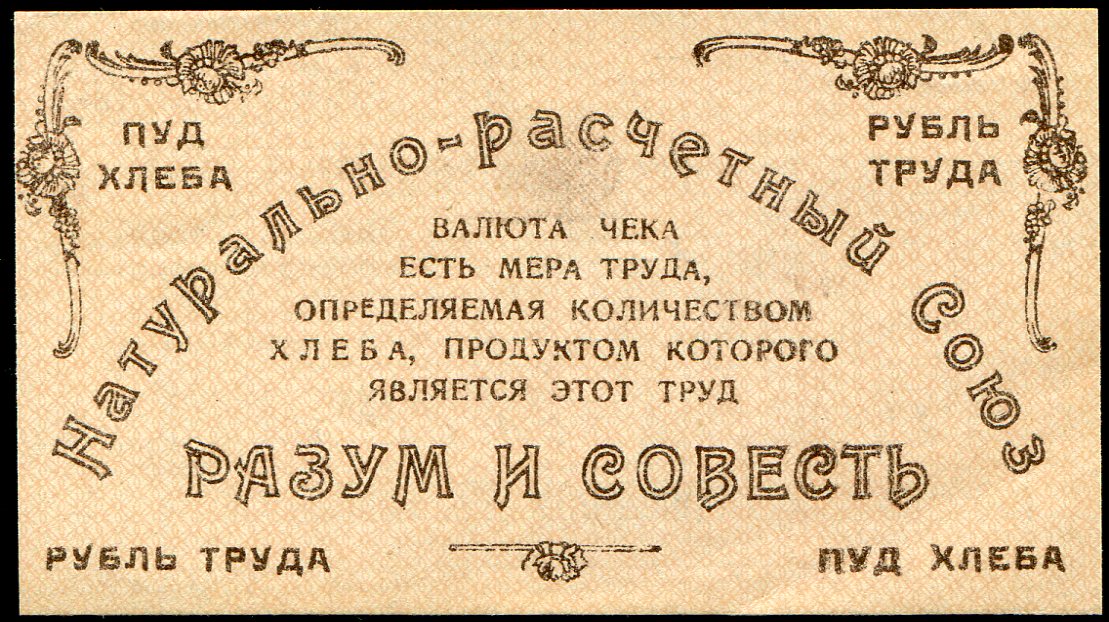 ПУД
ХЛЕБА
РУБЛЬ
ТРУДА
Натурально-расчетный Союз
ВАЛЮТА ЧЕКА
ЕСТЬ МЕРА ТРУДА,
ОПРЕДЕЛЯЕМАЯ КОЛИЧЕСТВОМ
ХЛЕБА, ПРОДУКТОМ КОТОРОГО
ЯВЛЯЕТСЯ ЭТОТ ТРУД
РАЗУМ И СОВЕСТЬ
РУБЛЬ ТРУДА
ПУД ХЛЕБА